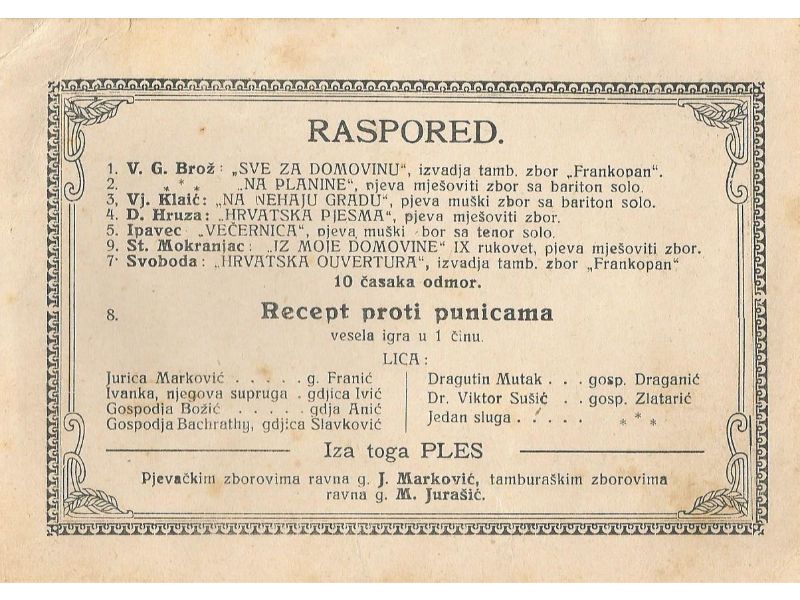 RASPORED.
1. V. G. Brož: „SVE ZA DOMOVINU“, izvadja tamb. zbor „Frankopan“.
2. * * * „NA PLANINE“, pjeva mješoviti zbor sa bariton solo.
3, Vj. Klaić: „NA NEHAJU GRADU“, pjeva muški zbor sa bariton solo.
4. D. Hruza: „HRVATSKA PJESMA“, pjeva mješoviti zbor.
5. Ipavec „VEČERNICA“, pjeva muški bor sa tenor solo.
9. St. Mokranjac: „IZ MOJE DOMOVINE“ IX rukovet, pjeva mješoviti zbor.
7· Svoboda: „HRVATSKA OUVERTURA“, izvadja tamb. zbor „Frankopan“
10 časaka odmor.
8. Recept proti punicama
vesela igra u 1 činu.
LICA:
Jurica Marković . . . . . g. Franić
Ivanka, njegova supruga . gdjica Ivić
Gospodja Božić . . . . . gdja Anić
Gospodja Bachrathy, gdjica Slavković
Dragutin Mutak . . . gosp. Draganić
Dr. Viktor Sušić . . gosp. Zlatarić
Jedan sluga . . . . . * * *
Iza toga PLES
Pjevačkim zborovima ravna g. J. Marković, tamburaškim zborovima
ravna g. M. Jurašić.